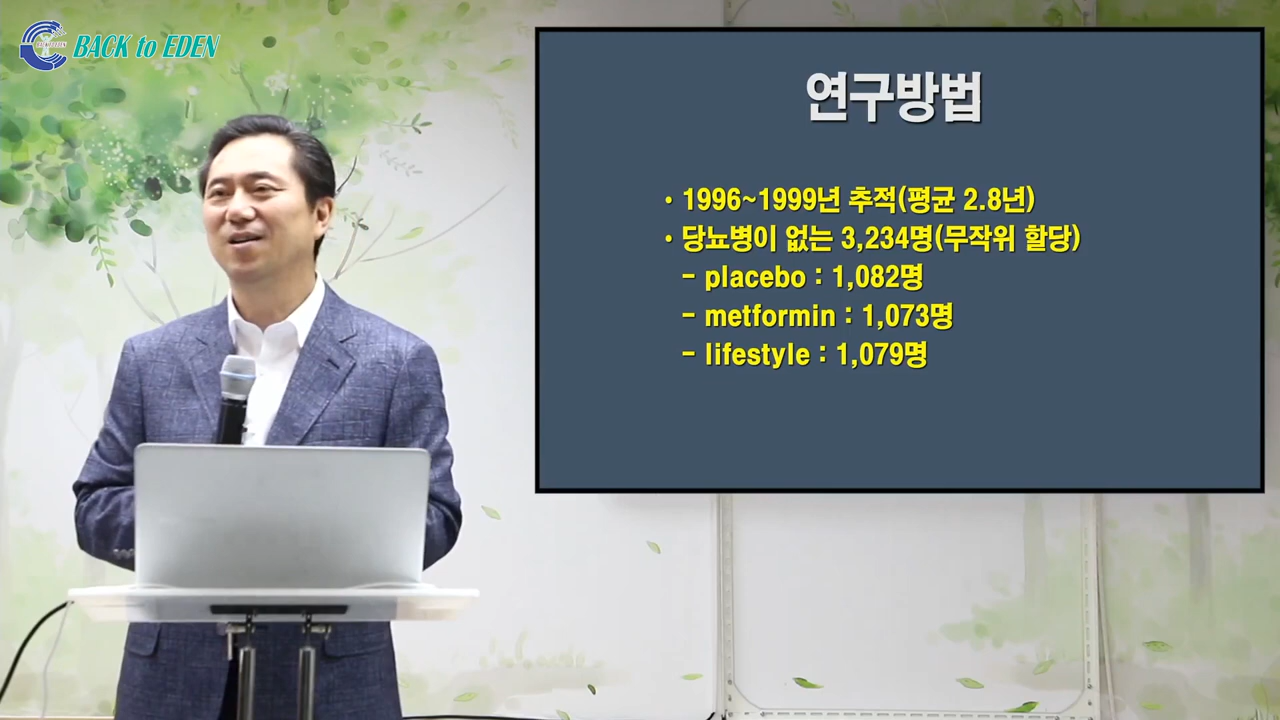 BACK to EDEN
연구방법
• 1996~1999년 추적(평균 2.8년)
• 당뇨병이 없는 3,234명(무작위 할당)
- placebo : 1,082명
- metformin : 1,073명
- lifestyle : 1,079명